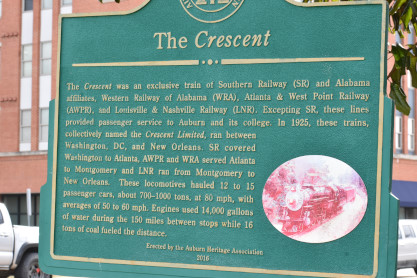 The Crescent
The Crescent was an exclusive train of Southern Railway (SR) and Alabama
affiliates, Western Railway of Alabama (WRA), Atlanta & West Point Railway
(AWPR), and Louisville & Nashville Railway (LNR). Excepting SR, these lines
provided passenger service to Auburn and its college. In 1925, these trains,
collectively named the Crescent Limited, ran between
Washington, DC, and New Orleans. SR covered
Washington to Atlanta, AWPR and WRA served Atlanta
to Montgomery and LNR ran from Montgomery to
New Orleans. These locomotives hauled 12 to 15
passenger cars, about 700–1000 tons, at 80 mph, with
averages of 50 to 60 mph. Engines used 14,000 gallons
of water during the 150 miles between stops while 16
tons of coal fueled the distance.
Erected by the Auburn Heritage Association
2016